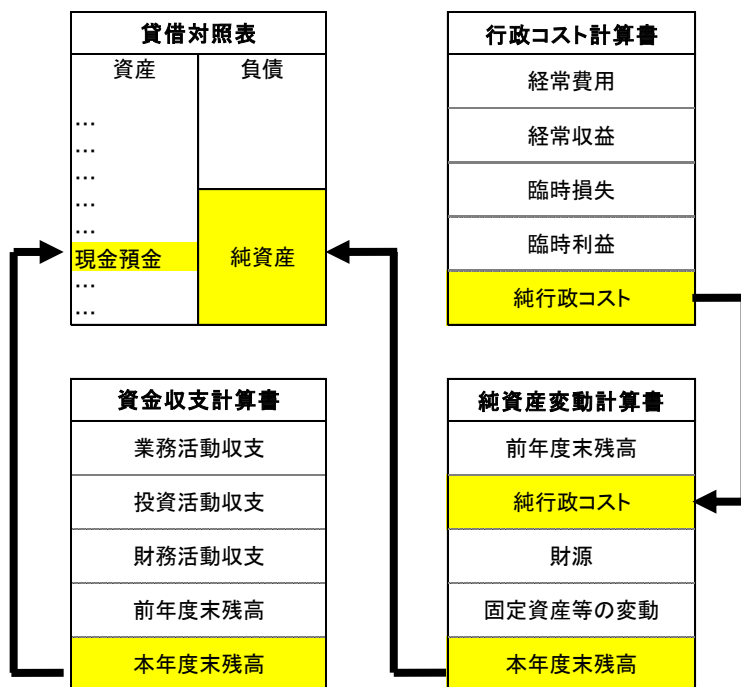 貸借対照表
資産
負債
…
…
…
…
…
現金預金
…
…
純資産
行政コスト計算書
経常費用
経常収益
臨時損失
臨時利益
純行政コスト
資金収支計算書
業務活動収支
投資活動収支
財務活動収支
前年度末残高
本年度末残高
純資産変動計算書
前年度末残高
純行政コスト
財源
固定資産等の変動
本年度末残高